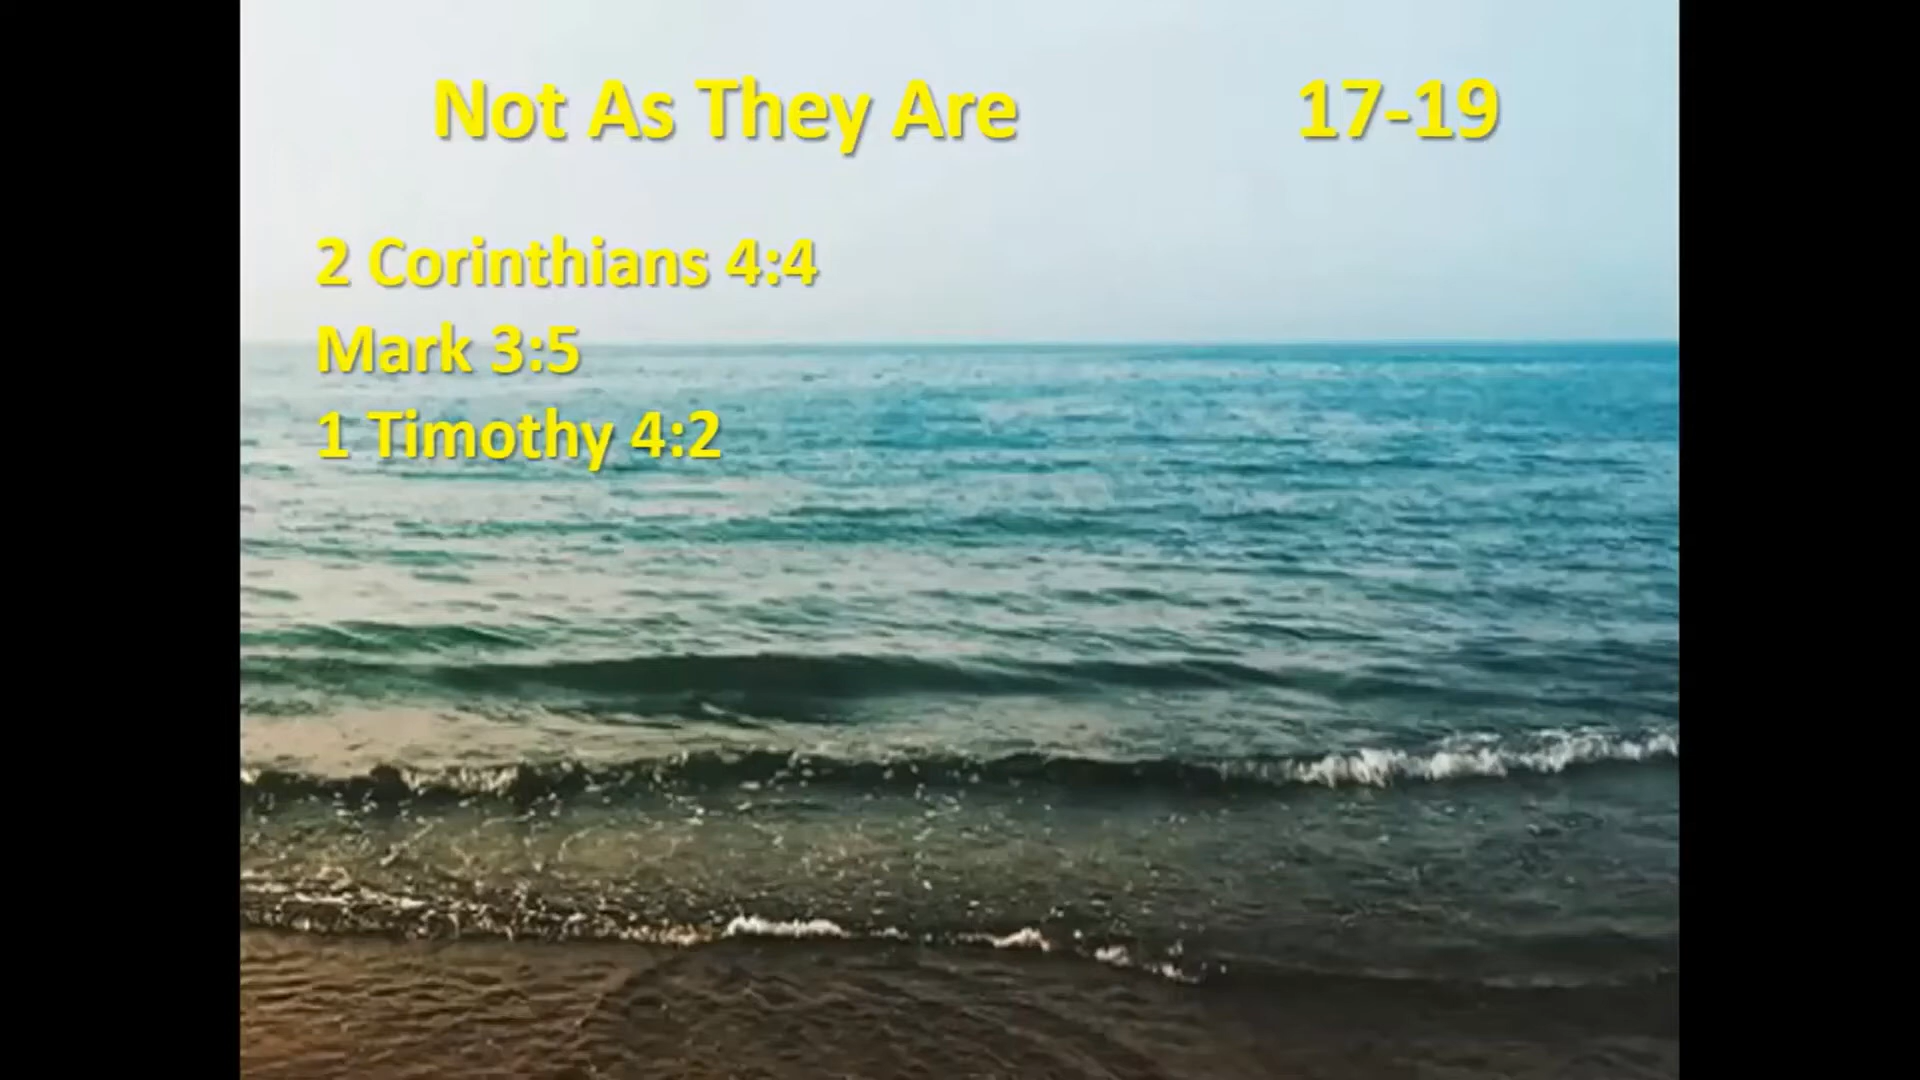 Not As They Are 17-19
2 Corinthians 4:4
Mark 3:5
1 Timothy 4:2